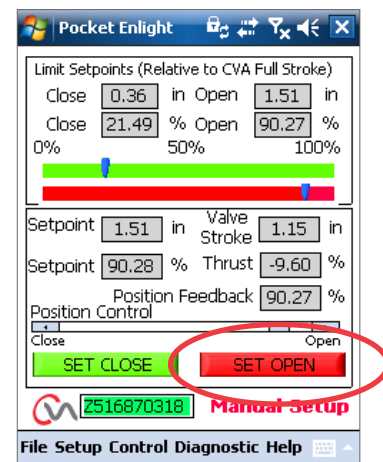 Pocket Enlight
Limit Setpoints (Relative to CVA Full Stroke)
Close 0.36 in Open 1.51 in
Close 21.49 % Open 90.27 %
0% 50% 100%
Setpoint 1.51 in Valve Stroke 1.15 in
Setpoint 90.28 % Thrust -9.60 %
Position Feedback 90.27 %
Position Control
Close Open
SET CLOSE SET OPEN
CVA Z516870318 Manual Setup
File Setup Control Diagnostic Help